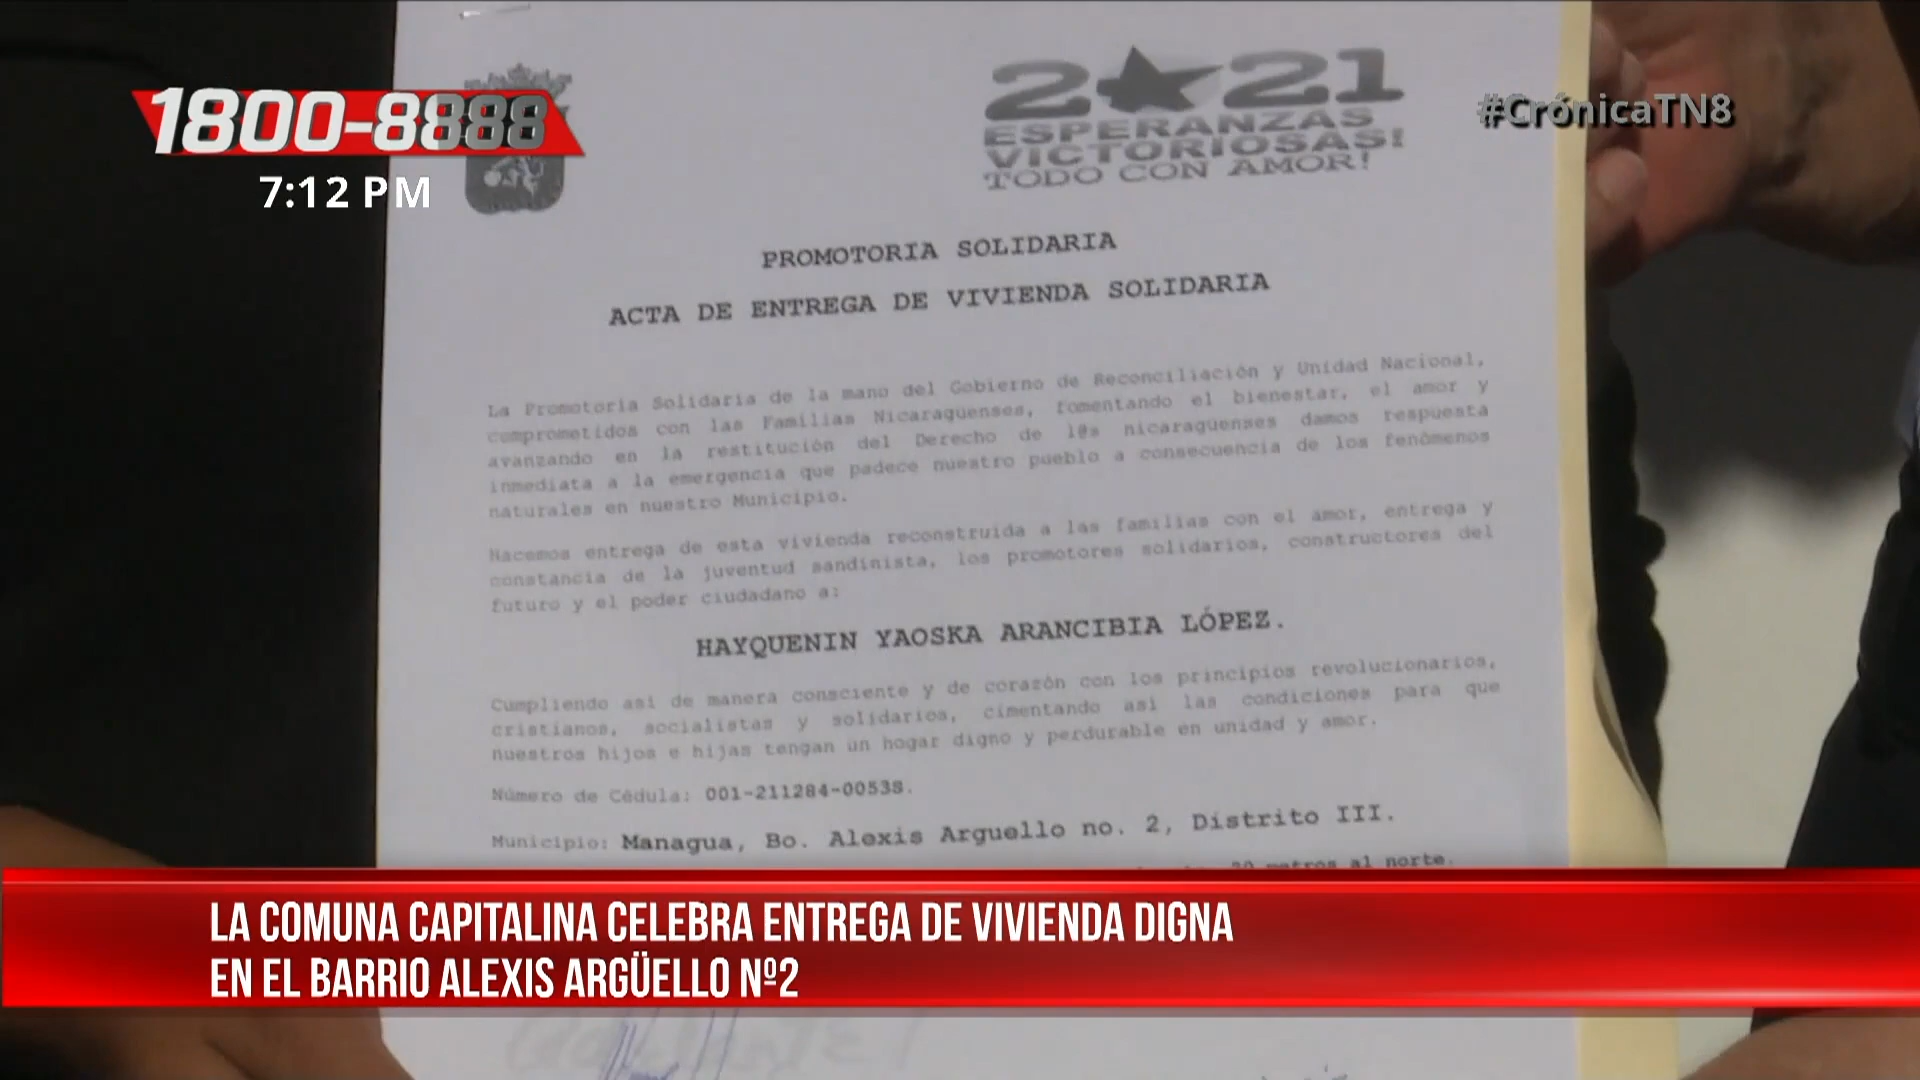 1800-8888
7:12 PM
#CrónicaTN8
2021
ESPERANZAS
VICTORIOSAS!
TODO CON AMOR!
PROMOTORIA SOLIDARIA
ACTA DE ENTREGA DE VIVIENDA SOLIDARIA
La Promotoria Solidaria de la mano del Gobierno de Reconciliación y Unidad Nacional,
comprometidos con las Familias Nicaragüenses, fomentando el bienestar, el amor y
avanzando en la restitución del Derecho de l@s nicaragüenses damos respuesta
inmediata a la emergencia que padece nuestro pueblo a consecuencia de los fenómenos
naturales en nuestro Municipio.
Hacemos entrega de esta vivienda reconstruida a las familias con el amor, entrega y
constancia de la juventud sandinista, los promotores solidarios, constructores del
futuro y el poder ciudadano a:
HAYQUENIN YAOSKA ARANCIBIA LÓPEZ.
Cumpliendo asi de manera consciente y de corazón con los principios revolucionarios,
cristianos, socialistas y solidarios, cimentando asi las condiciones para que
nuestros hijos e hijas tengan un hogar digno y perdurable en unidad y amor.
Número de Cédula: 001-211284-0053S.
Municipio: Managua, Bo. Alexis Arguello no. 2, Distrito III.
metros al norte.
LA COMUNA CAPITALINA CELEBRA ENTREGA DE VIVIENDA DIGNA
EN EL BARRIO ALEXIS ARGÜELLO Nº2